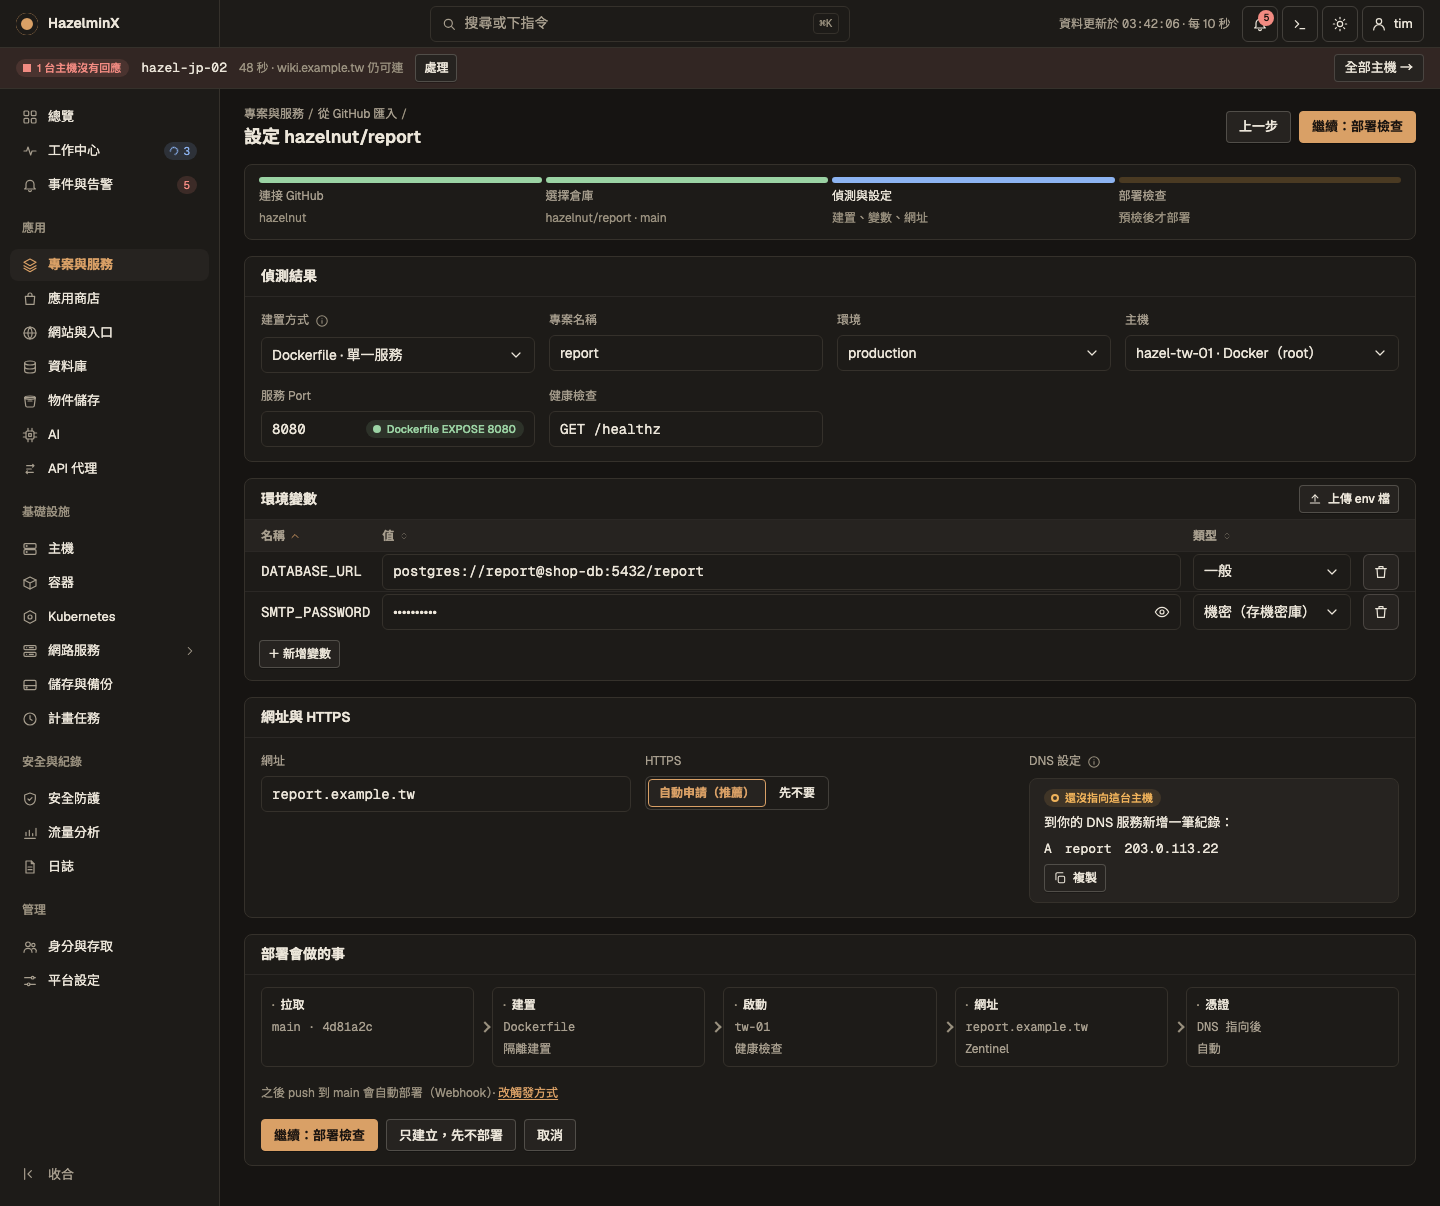 HazelminX
搜尋或下指令
⌘K
資料更新於 03:42:06 · 每 10 秒
5
tim
1 台主機沒有回應
hazel-jp-02
48 秒 · wiki.example.tw 仍可連
處理
全部主機 →
總覽
工作中心
3
事件與告警
5
應用
專案與服務
應用商店
網站與入口
資料庫
物件儲存
AI
API 代理
基礎設施
主機
容器
Kubernetes
網路服務
儲存與備份
計畫任務
安全與紀錄
安全防護
流量分析
日誌
管理
身分與存取
平台設定
收合
專案與服務 / 從 GitHub 匯入 /
設定 hazelnut/report
上一步
繼續：部署檢查
連接 GitHub
hazelnut
選擇倉庫
hazelnut/report · main
偵測與設定
建置、變數、網址
部署檢查
預檢後才部署
偵測結果
建置方式
Dockerfile · 單一服務
專案名稱
report
環境
production
主機
hazel-tw-01 · Docker（root）
服務 Port
8080
Dockerfile EXPOSE 8080
健康檢查
GET /healthz
環境變數
上傳 env 檔
名稱
值
類型
DATABASE_URL
postgres://report@shop-db:5432/report
一般
SMTP_PASSWORD
••••••••••
機密（存機密庫）
新增變數
網址與 HTTPS
網址
report.example.tw
HTTPS
自動申請（推薦）
先不要
DNS 設定
還沒指向這台主機
到你的 DNS 服務新增一筆紀錄：
A report 203.0.113.22
複製
部署會做的事
· 拉取
main · 4d81a2c
· 建置
Dockerfile
隔離建置
· 啟動
tw-01
健康檢查
· 網址
report.example.tw
Zentinel
· 憑證
DNS 指向後
自動
之後 push 到 main 會自動部署（Webhook）· 改觸發方式
繼續：部署檢查
只建立，先不部署
取消